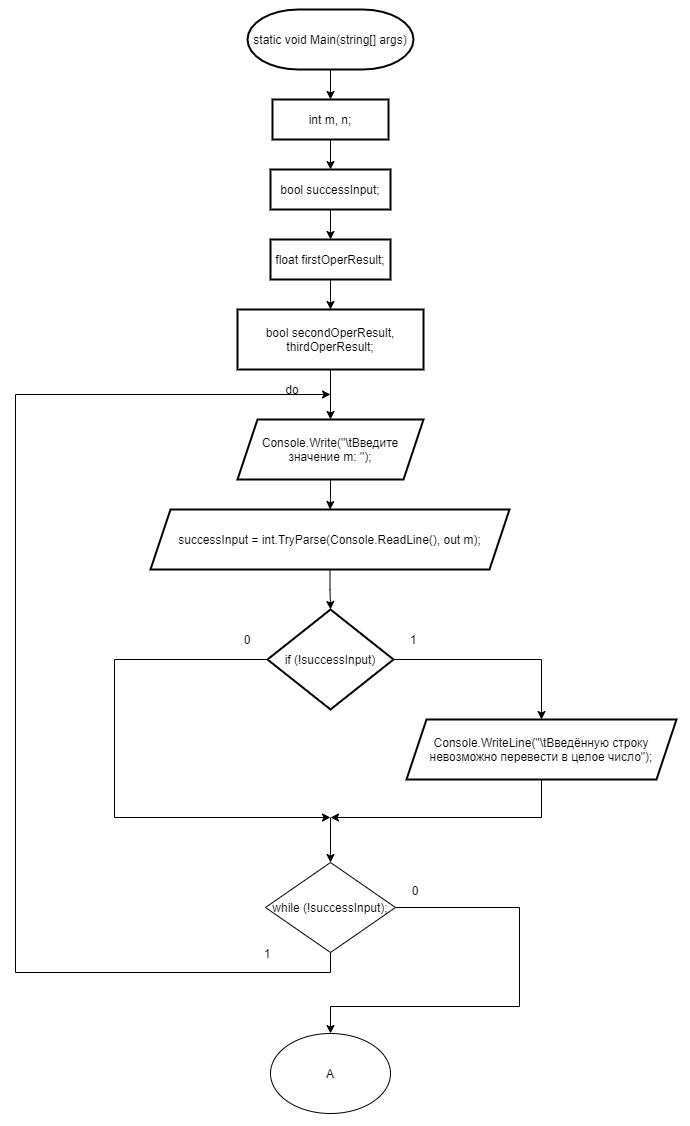 static void Main(string[] args)
int m, n;
bool successInput;
float firstOperResult;
bool secondOperResult,
thirdOperResult;
do
Console.Write("\tВведите
значение m: ");
successInput = int.TryParse(Console.ReadLine(), out m);
0
1
if (!successInput)
Console.WriteLine("\tВведённую строку
невозможно перевести в целое число");
0
while (!successInput);
1
A